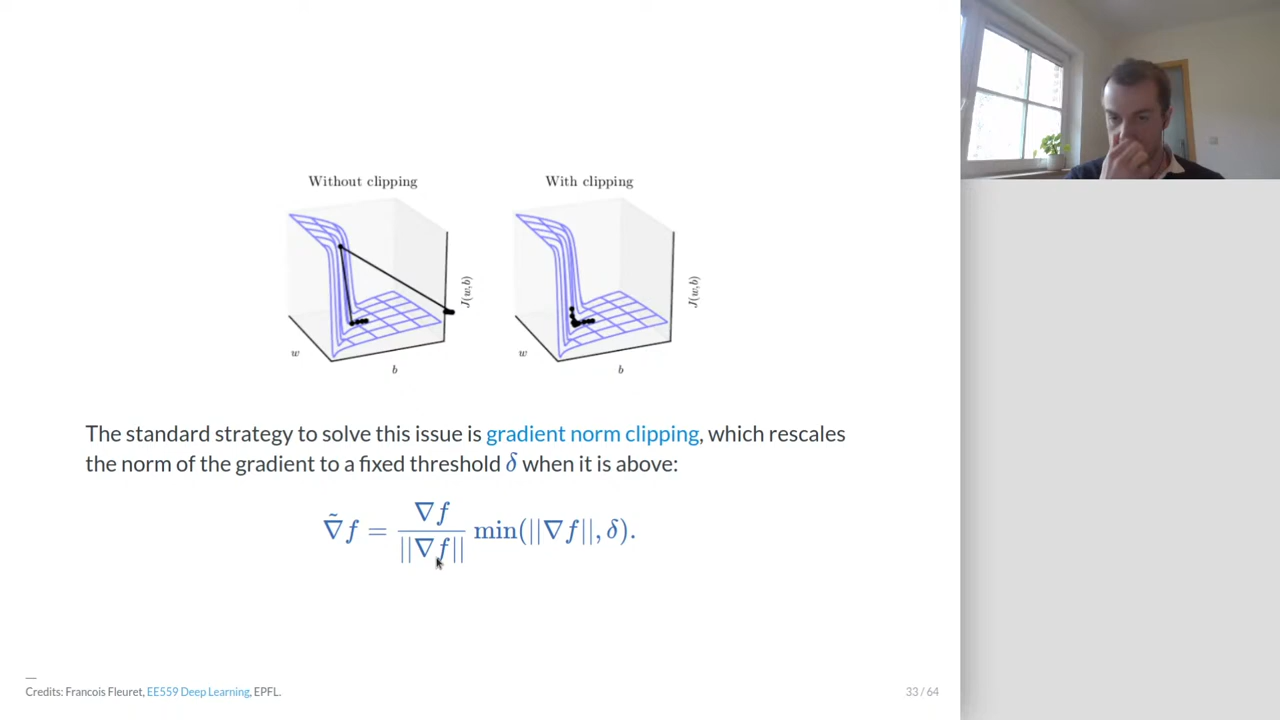 Without clipping
With clipping
J(w,b)
J(w,b)
w
b
w
b
The standard strategy to solve this issue is gradient norm clipping, which rescales
the norm of the gradient to a fixed threshold δ when it is above:
∇̃f = ∇f / ||∇f|| min(||∇f||, δ).
Credits: Francois Fleuret, EE559 Deep Learning, EPFL.
33 / 64